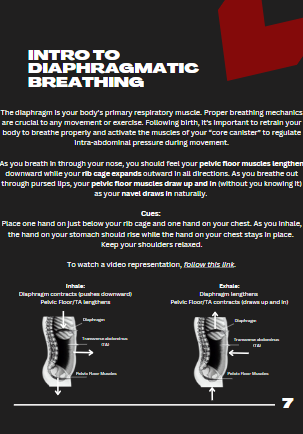 INTRO TO
DIAPHRAGMATIC
BREATHING
The diaphragm is your body's primary respiratory muscle. Proper breathing mechanics
are crucial to any movement or exercise. Following birth, it's important to retrain your
body to breathe properly and activate the muscles of your "core canister" to regulate
intra-abdominal pressure during movement.
As you breath in through your nose, you should feel your pelvic floor muscles lengthen
downward while your rib cage expands outward in all directions. As you breathe out
through pursed lips, your pelvic floor muscles draw up and in (without you knowing it)
as your navel draws in naturally.
Cues:
Place one hand on just below your rib cage and one hand on your chest. As you inhale,
the hand on your stomach should rise while the hand on your chest stays in place.
Keep your shoulders relaxed.
To watch a video representation, follow this link.
Inhale:
Diaphragm contracts (pushes downward)
Pelvic Floor/TA lengthens
Exhale:
Diaphragm lengthens
Pelvic Floor/TA contracts (draws up and in)
Diaphragm
Transverse abdominus
(TA)
Pelvic Floor Muscles
Diaphragm
Transverse abdominus
(TA)
Pelvic Floor Muscles
7